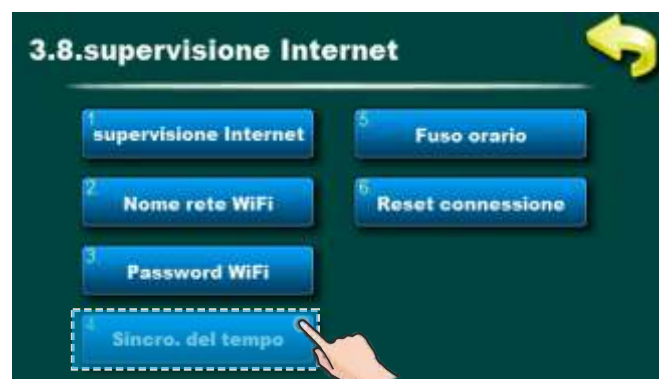 3.8.supervisione Internet
1
supervisione Internet
2
Nome rete WiFi
3
Password WiFi
4
Sincro. del tempo
5
Fuso orario
6
Reset connessione